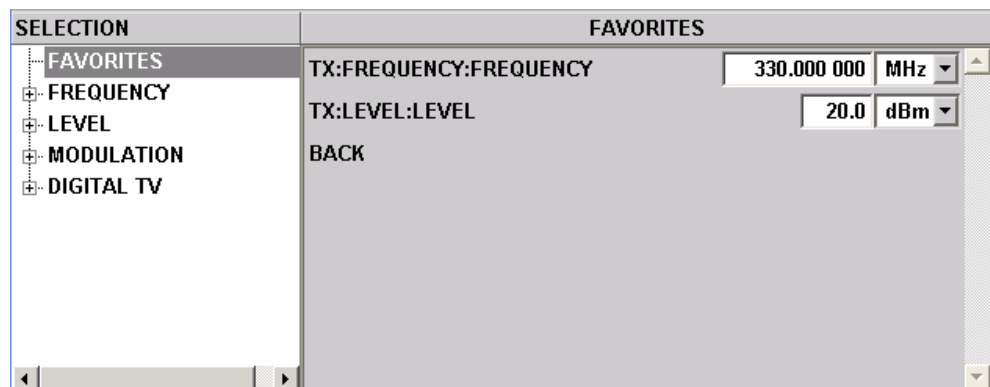 SELECTION
FAVORITES
FREQUENCY
LEVEL
MODULATION
DIGITAL TV
FAVORITES
TX:FREQUENCY:FREQUENCY 330.000 000 MHz
TX:LEVEL:LEVEL 20.0 dBm
BACK